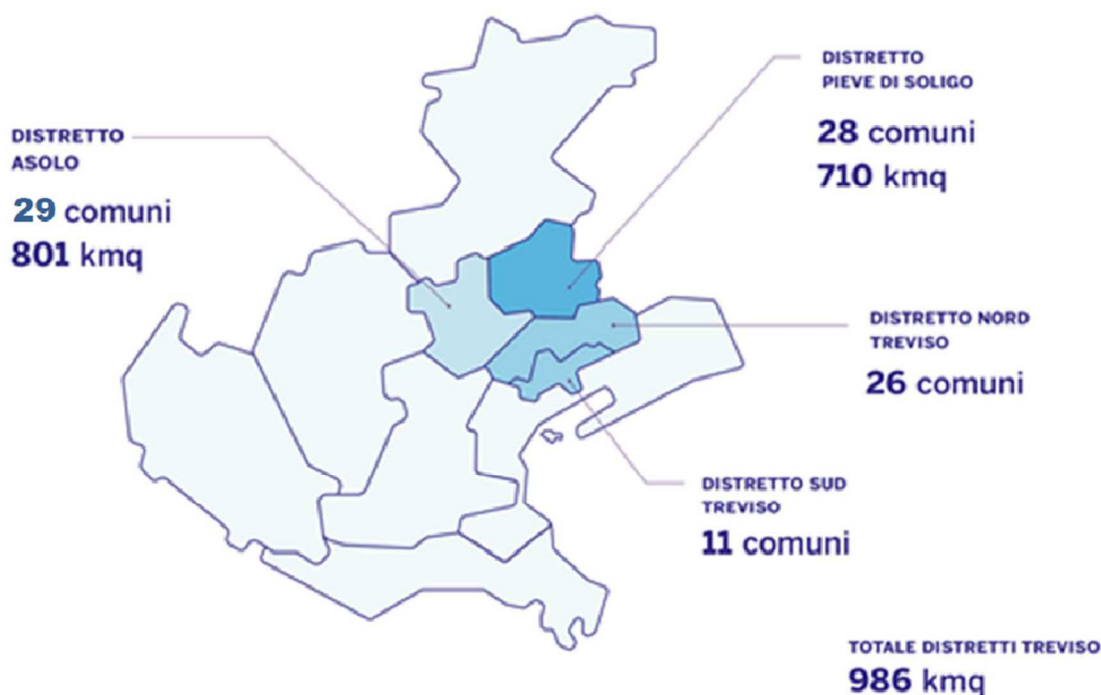 DISTRETTO
PIEVE DI SOLIGO
28 comuni
710 kmq
DISTRETTO
ASOLO
29 comuni
801 kmq
DISTRETTO NORD
TREVISO
26 comuni
DISTRETTO SUD
TREVISO
11 comuni
TOTALE DISTRETTI TREVISO
986 kmq